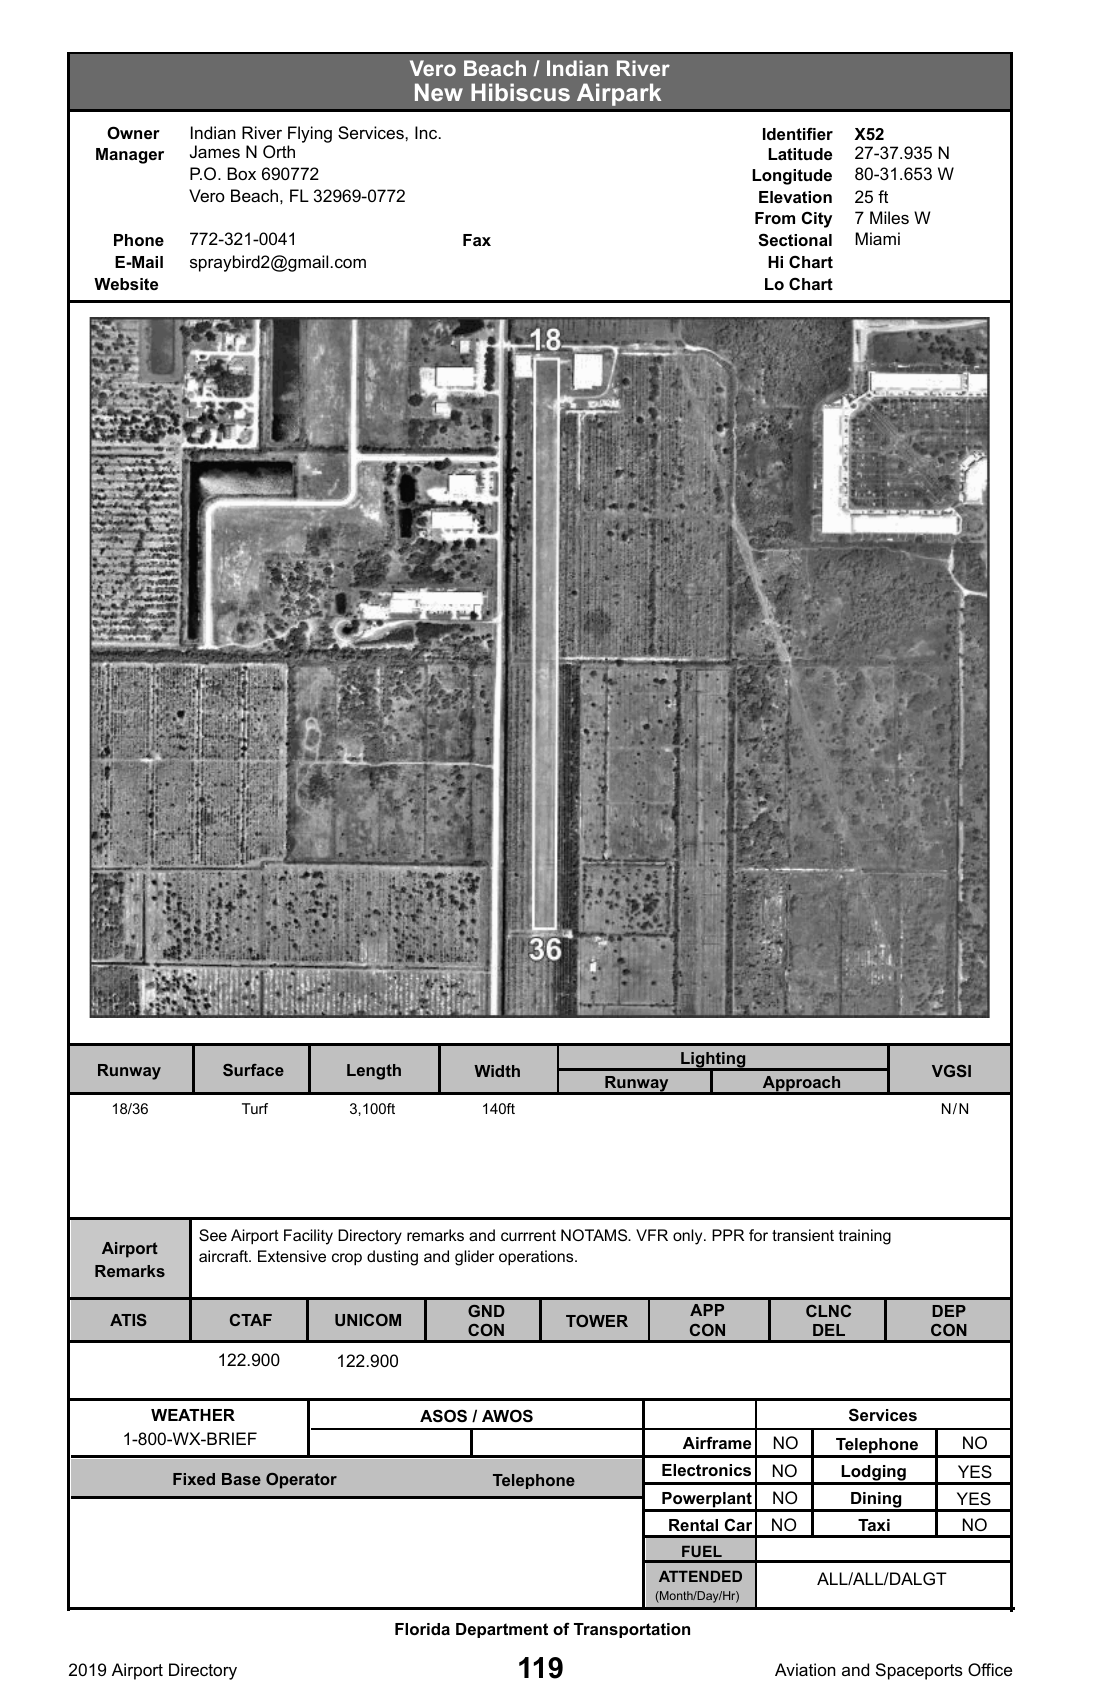 Vero Beach / Indian River
New Hibiscus Airpark
Owner Indian River Flying Services, Inc.
Manager James N Orth
P.O. Box 690772
Vero Beach, FL 32969-0772
Phone 772-321-0041 Fax
E-Mail spraybird2@gmail.com
Website
Identifier X52
Latitude 27-37.935 N
Longitude 80-31.653 W
Elevation 25 ft
From City 7 Miles W
Sectional Miami
Hi Chart
Lo Chart
18
36
Runway Surface Length Width Lighting Runway Approach VGSI
18/36 Turf 3,100ft 140ft N/N
Airport Remarks
See Airport Facility Directory remarks and currrent NOTAMS. VFR only. PPR for transient training
aircraft. Extensive crop dusting and glider operations.
ATIS CTAF UNICOM GND CON TOWER APP CON CLNC DEL DEP CON
122.900 122.900
WEATHER
1-800-WX-BRIEF
ASOS / AWOS
Fixed Base Operator Telephone
Services
Airframe NO Telephone NO
Electronics NO Lodging YES
Powerplant NO Dining YES
Rental Car NO Taxi NO
FUEL
ATTENDED ALL/ALL/DALGT
(Month/Day/Hr)
Florida Department of Transportation
2019 Airport Directory 119 Aviation and Spaceports Office